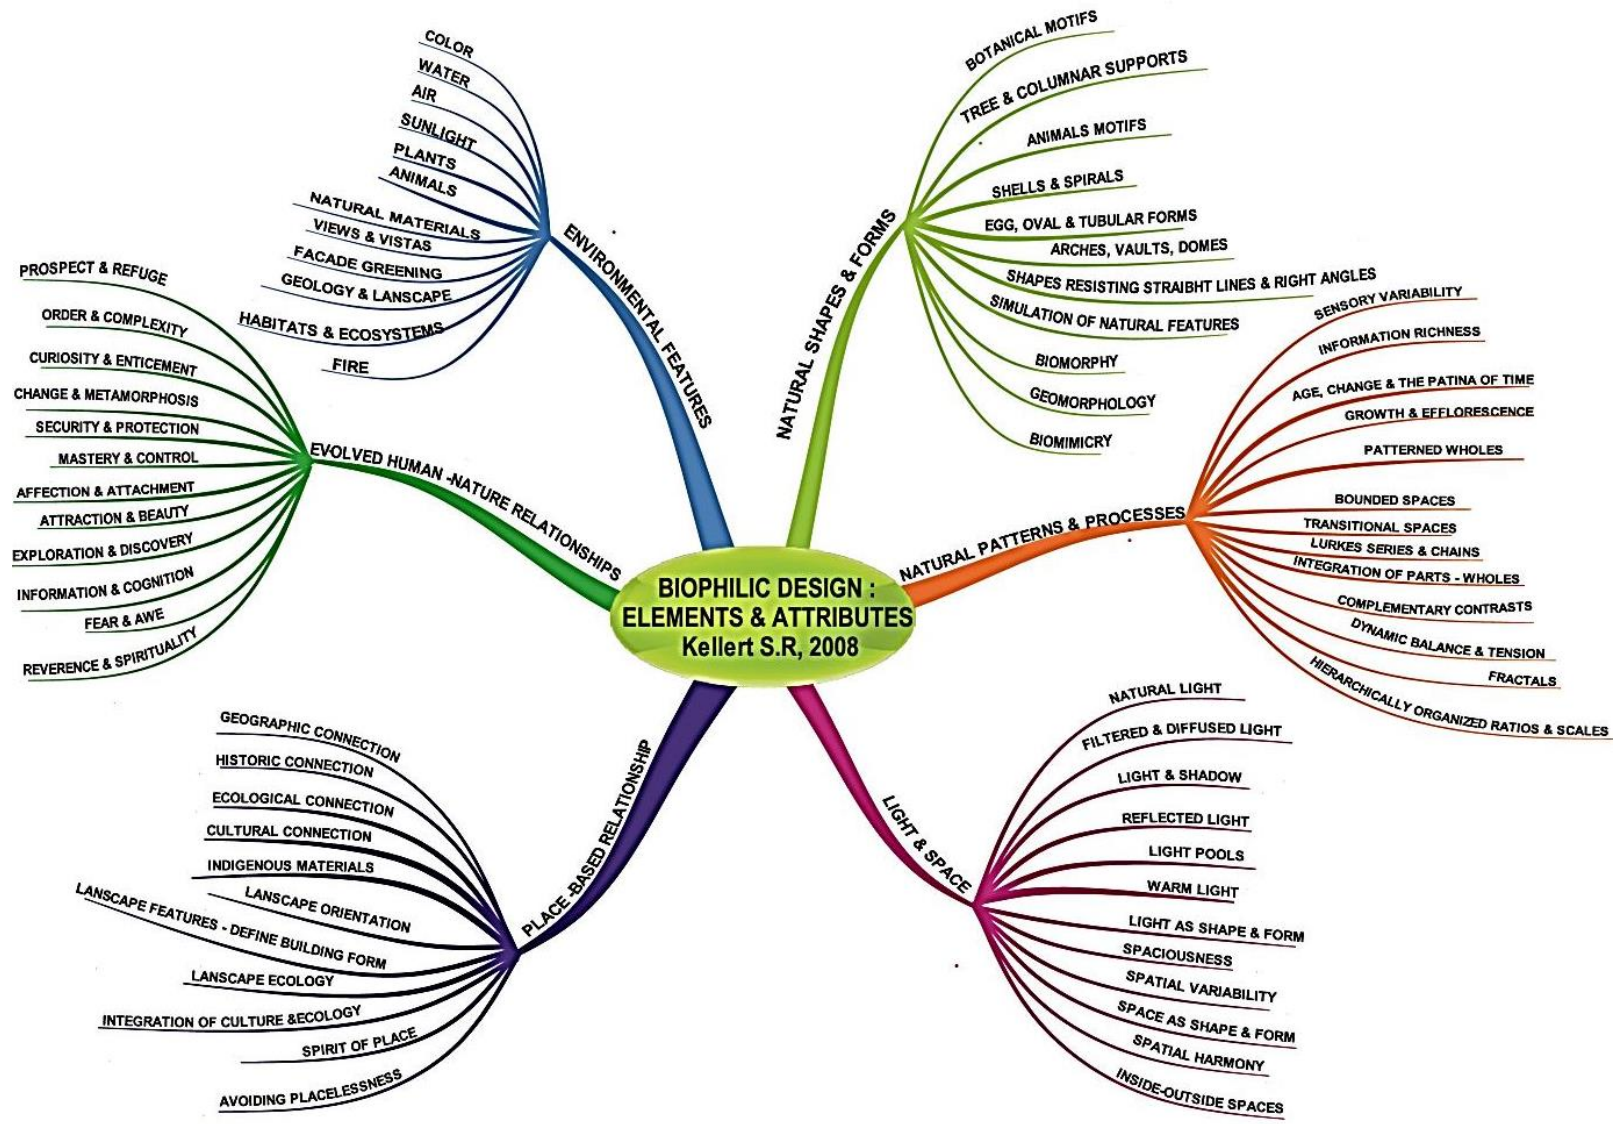 BIOPHILIC DESIGN :
ELEMENTS & ATTRIBUTES
Kellert S.R, 2008
ENVIRONMENTAL FEATURES
COLOR
WATER
AIR
SUNLIGHT
PLANTS
ANIMALS
NATURAL MATERIALS
VIEWS & VISTAS
FACADE GREENING
GEOLOGY & LANSCAPE
HABITATS & ECOSYSTEMS
FIRE
NATURAL SHAPES & FORMS
BOTANICAL MOTIFS
TREE & COLUMNAR SUPPORTS
ANIMALS MOTIFS
SHELLS & SPIRALS
EGG, OVAL & TUBULAR FORMS
ARCHES, VAULTS, DOMES
SHAPES RESISTING STRAIBHT LINES & RIGHT ANGLES
SIMULATION OF NATURAL FEATURES
BIOMORPHY
GEOMORPHOLOGY
BIOMIMICRY
NATURAL PATTERNS & PROCESSES
SENSORY VARIABILITY
INFORMATION RICHNESS
AGE, CHANGE & THE PATINA OF TIME
GROWTH & EFFLORESCENCE
PATTERNED WHOLES
BOUNDED SPACES
TRANSITIONAL SPACES
LURKES SERIES & CHAINS
INTEGRATION OF PARTS - WHOLES
COMPLEMENTARY CONTRASTS
DYNAMIC BALANCE & TENSION
FRACTALS
HIERARCHICALLY ORGANIZED RATIOS & SCALES
LIGHT & SPACE
NATURAL LIGHT
FILTERED & DIFFUSED LIGHT
LIGHT & SHADOW
REFLECTED LIGHT
LIGHT POOLS
WARM LIGHT
LIGHT AS SHAPE & FORM
SPACIOUSNESS
SPATIAL VARIABILITY
SPACE AS SHAPE & FORM
SPATIAL HARMONY
INSIDE-OUTSIDE SPACES
PLACE -BASED RELATIONSHIP
GEOGRAPHIC CONNECTION
HISTORIC CONNECTION
ECOLOGICAL CONNECTION
CULTURAL CONNECTION
INDIGENOUS MATERIALS
LANSCAPE ORIENTATION
LANSCAPE FEATURES - DEFINE BUILDING FORM
LANSCAPE ECOLOGY
INTEGRATION OF CULTURE &ECOLOGY
SPIRIT OF PLACE
AVOIDING PLACELESSNESS
EVOLVED HUMAN -NATURE RELATIONSHIPS
PROSPECT & REFUGE
ORDER & COMPLEXITY
CURIOSITY & ENTICEMENT
CHANGE & METAMORPHOSIS
SECURITY & PROTECTION
MASTERY & CONTROL
AFFECTION & ATTACHMENT
ATTRACTION & BEAUTY
EXPLORATION & DISCOVERY
INFORMATION & COGNITION
FEAR & AWE
REVERENCE & SPIRITUALITY